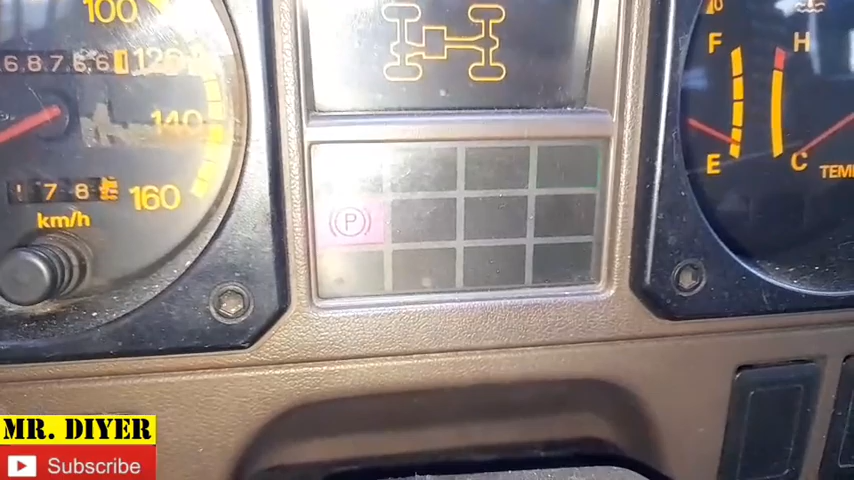 100
120
140
160
km/h
P
F
E
H
C
TEMP
MR. DIYER
Subscribe